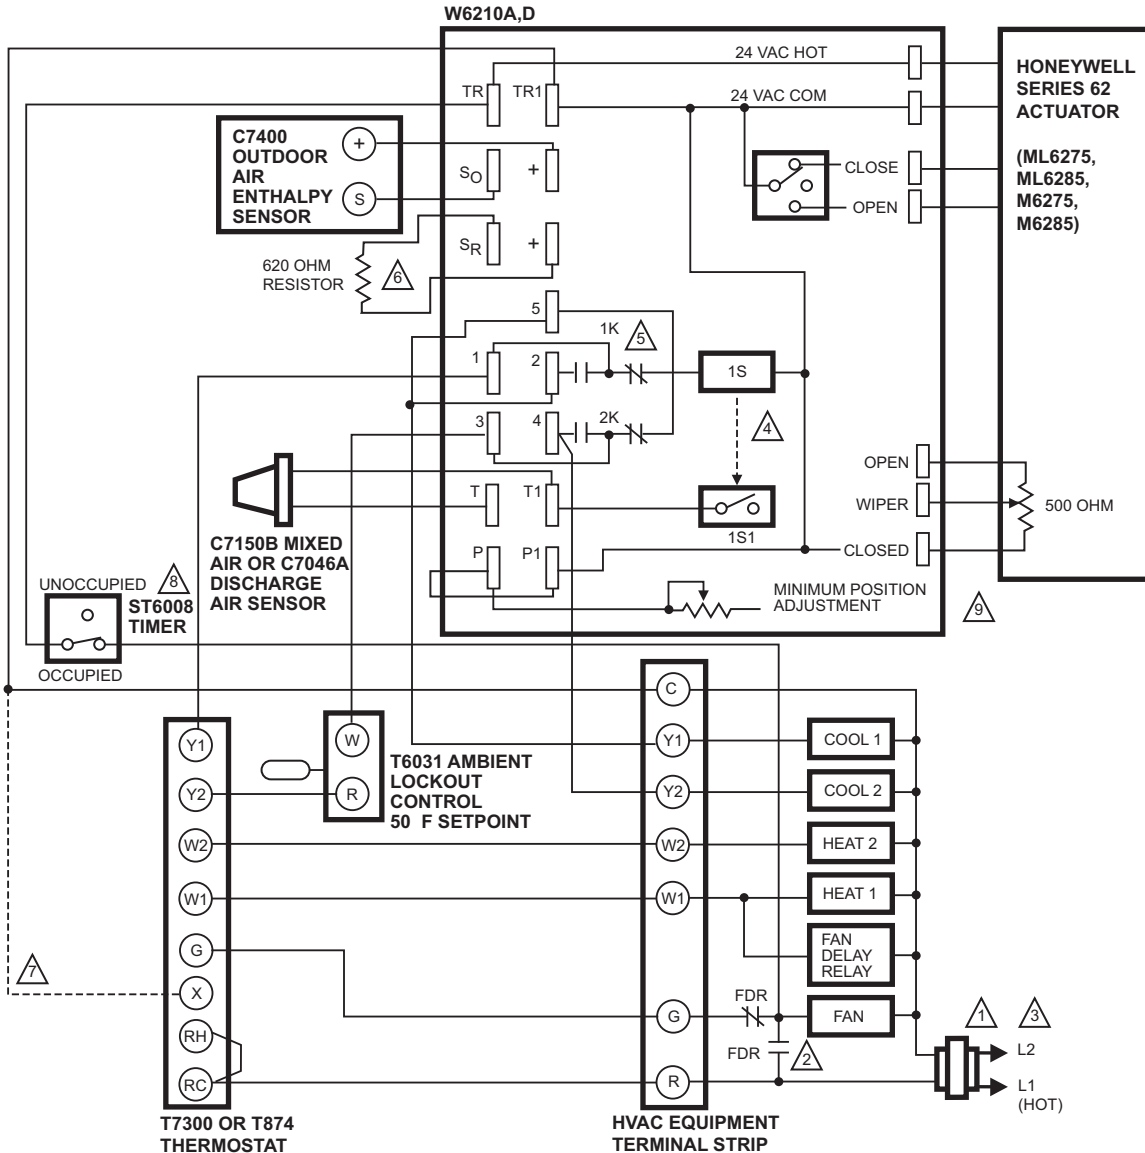 W6210A,D
24 VAC HOT
TR
TR1
24 VAC COM
HONEYWELL
SERIES 62
ACTUATOR
(ML6275,
ML6285,
M6275,
M6285)
C7400
OUTDOOR
AIR
ENTHALPY
SENSOR
+
S
SO
+
CLOSE
OPEN
SR
+
620 OHM
RESISTOR
6
5
1K
5
1
2
1S
3
4
2K
4
OPEN
T
T1
WIPER
500 OHM
1S1
C7150B MIXED
AIR OR C7046A
DISCHARGE
AIR SENSOR
P
P1
CLOSED
UNOCCUPIED
8
ST6008
TIMER
OCCUPIED
MINIMUM POSITION
ADJUSTMENT
9
C
Y1
W
T6031 AMBIENT
LOCKOUT
CONTROL
50 F SETPOINT
Y1
COOL 1
Y2
R
Y2
COOL 2
W2
W2
HEAT 2
W1
W1
HEAT 1
G
FAN
DELAY
RELAY
7
X
FDR
G
FAN
1
3
RH
FDR
2
L2
RC
R
L1
(HOT)
T7300 OR T874
THERMOSTAT
HVAC EQUIPMENT
TERMINAL STRIP